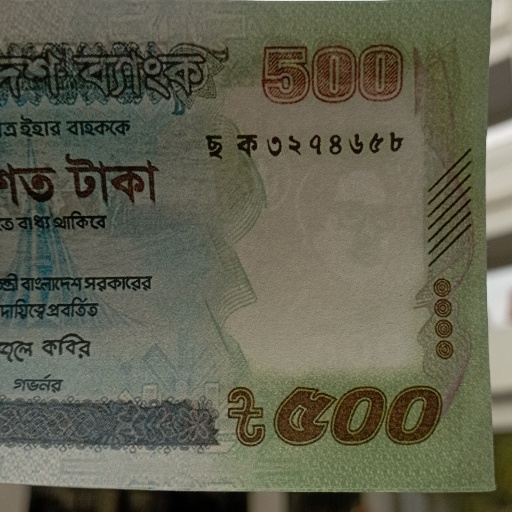 দেশ ব্যাংক
500
ত্র ইহার বাহককে
ছ ক ৩২৭৪৬৫৮
শত টাকা
তে বাধ্য থাকিবে
বাংলাদেশ সরকারের
দায়িত্বে প্রবর্তিত
কবির
গভর্নর
৳ ৫০০